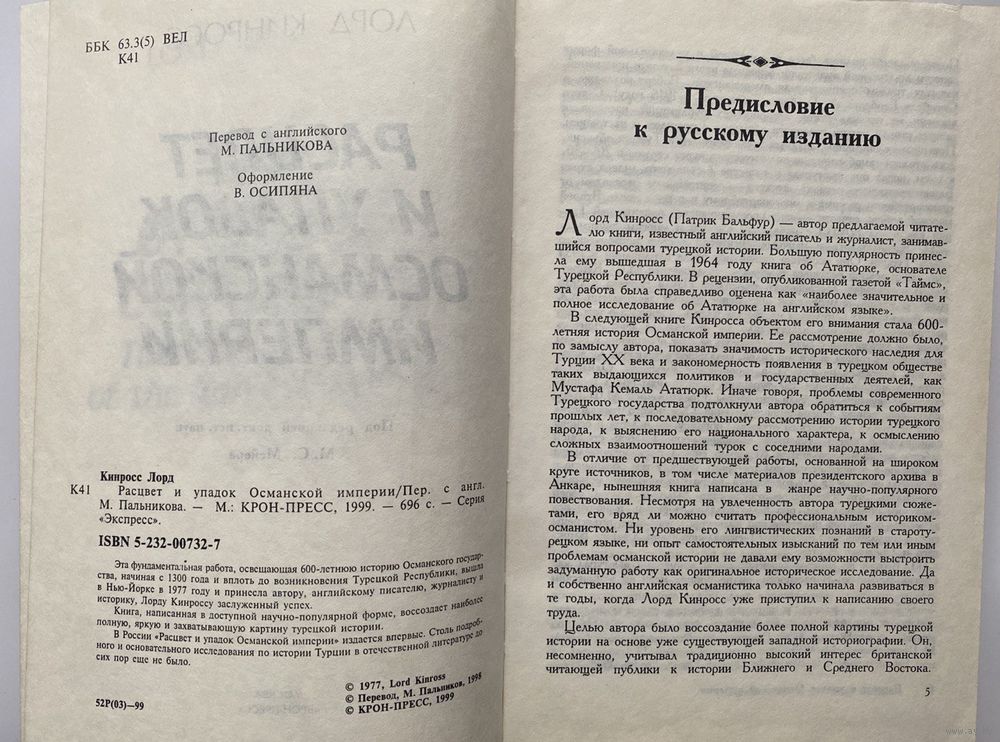 ББК 63.3(5) ВЕЛ
К41
Перевод с английского
М. ПАЛЬНИКОВА
Оформление
В. ОСИПЯНА
Кинросс Лорд
К41 Расцвет и упадок Османской империи/Пер. с англ.
М. Пальникова. — М.: КРОН-ПРЕСС, 1999. — 696 с. — Серия
«Экспресс».
ISBN 5-232-00732-7
Эта фундаментальная работа, освещающая 600-летнюю историю Османского государ-
ства, начиная с 1300 года и вплоть до возникновения Турецкой Республики, вышла
в Нью-Йорке в 1977 году и принесла автору, английскому писателю, журналисту и
историку, Лорду Кинроссу заслуженный успех.
Книга, написанная в доступной научно-популярной форме, воссоздает наиболее
полную, яркую и захватывающую картину турецкой истории.
В России «Расцвет и упадок Османской империи» издается впервые. Столь подроб-
ного и основательного исследования по истории Турции в отечественной литературе до
сих пор еще не было.
© 1977, Lord Kinross
© Перевод, М. Пальников, 1998
© КРОН-ПРЕСС, 1999
52Р(03)—99
Предисловие
к русскому изданию
Лорд Кинросс (Патрик Бальфур) — автор предлагаемой читате-
лю книги, известный английский писатель и журналист, занимав-
шийся вопросами турецкой истории. Большую популярность принес-
ла ему вышедшая в 1964 году книга об Ататюрке, основателе
Турецкой Республики. В рецензии, опубликованной газетой «Таймс»,
эта работа была справедливо оценена как «наиболее значительное и
полное исследование об Ататюрке на английском языке».
В следующей книге Кинросса объектом его внимания стала 600-
летняя история Османской империи. Ее рассмотрение должно было,
по замыслу автора, показать значимость исторического наследия для
Турции XX века и закономерность появления в турецком обществе
таких выдающихся политиков и государственных деятелей, как
Мустафа Кемаль Ататюрк. Иначе говоря, проблемы современного
Турецкого государства подтолкнули автора обратиться к событиям
прошлых лет, к последовательному рассмотрению истории турецкого
народа, к выяснению его национального характера, к осмыслению
сложных взаимоотношений турок с соседними народами.
В отличие от предшествующей работы, основанной на широком
круге источников, в том числе материалов президентского архива в
Анкаре, нынешняя книга написана в жанре научно-популярного
повествования. Несмотря на увлеченность автора турецкими сюже-
тами, его вряд ли можно считать профессиональным историком-
османистом. Ни уровень его лингвистических познаний в староту-
рецком языке, ни опыт самостоятельных изысканий по тем или иным
проблемам османской истории не давали ему возможности выстроить
задуманную работу как оригинальное историческое исследование. Да
и собственно английская османистика только начинала развиваться в
те годы, когда Лорд Кинросс уже приступил к написанию своего
труда.
Целью автора было воссоздание более полной картины турецкой
истории на основе уже существующей западной историографии. Он,
несомненно, учитывал традиционно высокий интерес британской
читающей публики к истории Ближнего и Среднего Востока.
5